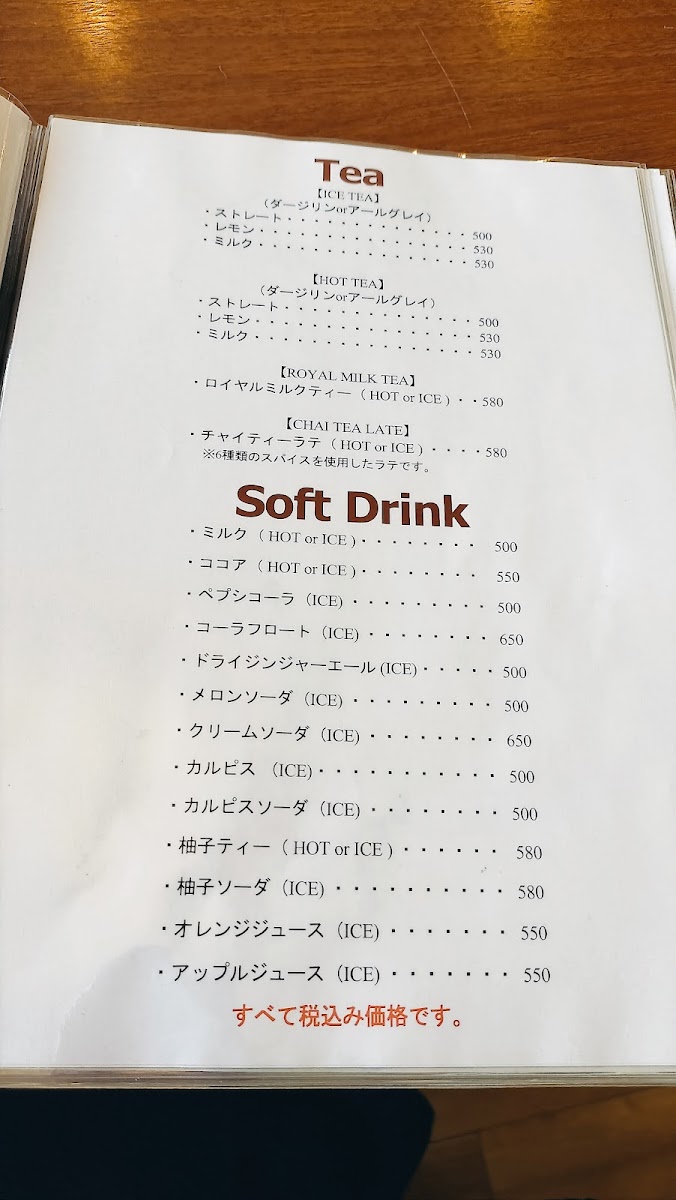 Tea
【ICE TEA】
（ダージリンorアールグレイ）
・ストレート・・・・・・・・・・・・・・500
・レモン・・・・・・・・・・・・・・・・530
・ミルク・・・・・・・・・・・・・・・・530
【HOT TEA】
（ダージリンorアールグレイ）
・ストレート・・・・・・・・・・・・・・・500
・レモン・・・・・・・・・・・・・・・・・530
・ミルク・・・・・・・・・・・・・・・・・530
【ROYAL MILK TEA】
・ロイヤルミルクティー（ HOT or ICE ）・・580
【CHAI TEA LATE】
・チャイティーラテ（ HOT or ICE ）・・・・580
※6種類のスパイスを使用したラテです。
Soft Drink
・ミルク（ HOT or ICE ）・・・・・・・・ 500
・ココア（ HOT or ICE ）・・・・・・・・ 550
・ペプシコーラ（ICE）・・・・・・・・・ 500
・コーラフロート（ICE）・・・・・・・・ 650
・ドライジンジャーエール (ICE)・・・・・ 500
・メロンソーダ（ICE）・・・・・・・・・ 500
・クリームソーダ（ICE）・・・・・・・・ 650
・カルピス （ICE)・・・・・・・・・・・ 500
・カルピスソーダ（ICE）・・・・・・・・ 500
・柚子ティー（ HOT or ICE ）・・・・・・ 580
・柚子ソーダ（ICE）・・・・・・・・・・ 580
・オレンジジュース（ICE）・・・・・・・ 550
・アップルジュース（ICE）・・・・・・・ 550
すべて税込み価格です。